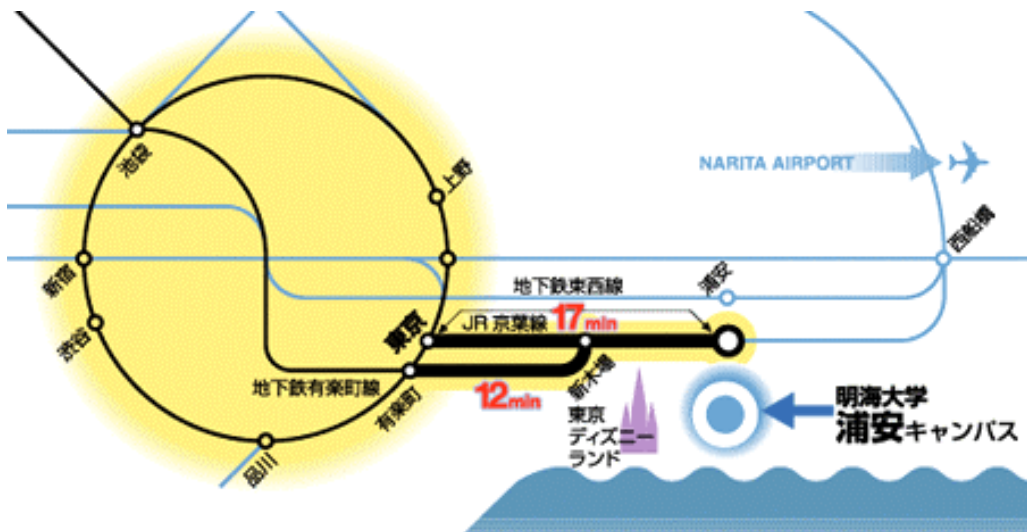 池袋
上野
NARITA AIRPORT
西船橋
新宿
地下鉄東西線
浦安
渋谷
東京
JR 京葉線 17min
地下鉄有楽町線
12min
有楽町
新木場
東京
ディズニー
ランド
明海大学
浦安キャンパス
品川